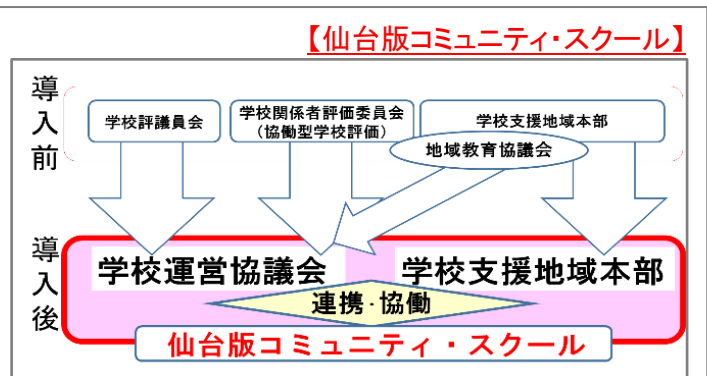 【仙台版コミュニティ・スクール】
導入前
学校評議員会
学校関係者評価委員会
(協働型学校評価)
学校支援地域本部
地域教育協議会
導入後
学校運営協議会
学校支援地域本部
連携・協働
仙台版コミュニティ・スクール